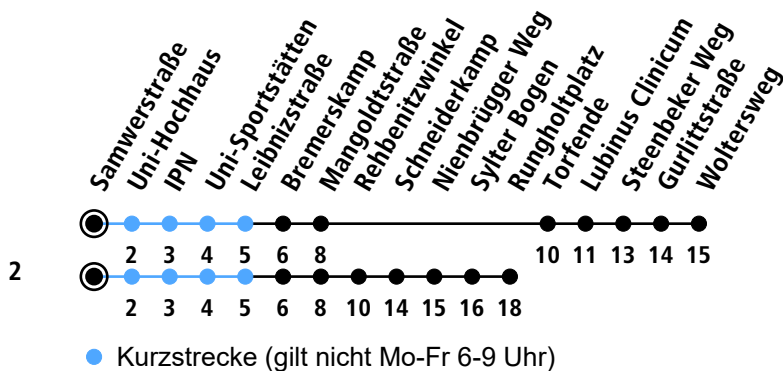 Samwerstraße
Uni-Hochhaus
IPN
Uni-Sportstätten
Leibnizstraße
Bremerskamp
Mangoldtstraße
Rehbenitzwinkel
Schneiderkamp
Nienbrügger Weg
Sylter Bogen
Rungholtplatz
Torfende
Lubinus Clinicum
Steenbeker Weg
Gurlittstraße
Woltersweg
2 3 4 5 6 8 10 11 13 14 15
2
2 3 4 5 6 8 10 14 15 16 18
Kurzstrecke (gilt nicht Mo-Fr 6-9 Uhr)